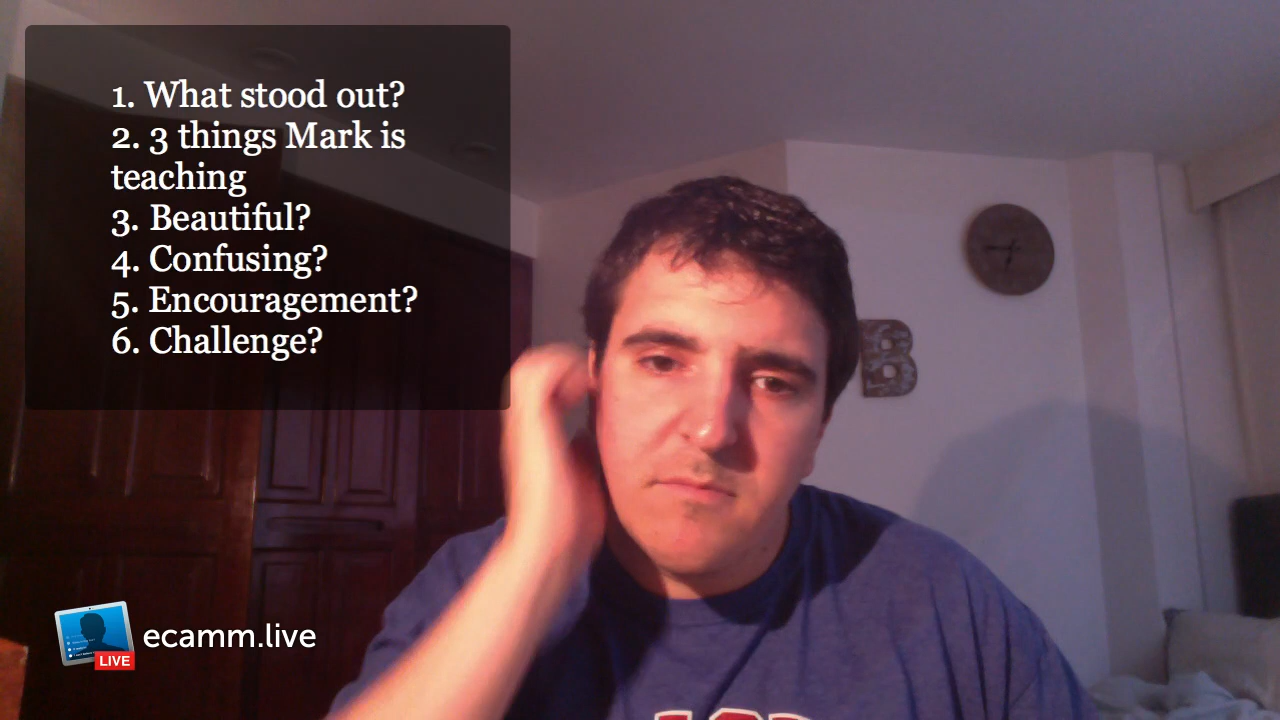 1. What stood out?
2. 3 things Mark is
teaching
3. Beautiful?
4. Confusing?
5. Encouragement?
6. Challenge?
B
ecamm.live
LIVE